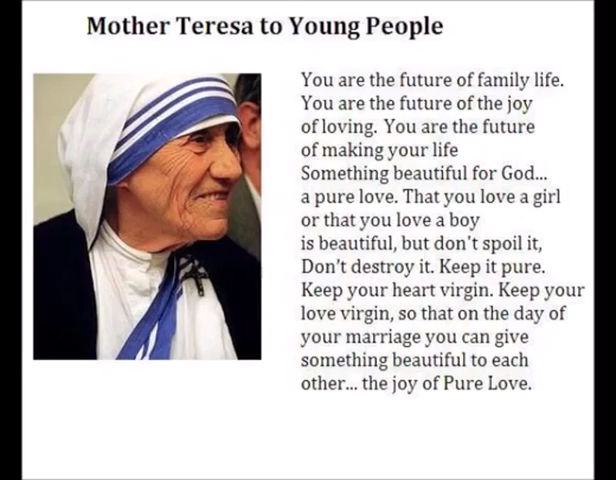 Mother Teresa to Young People
You are the future of family life.
You are the future of the joy
of loving. You are the future
of making your life
Something beautiful for God...
a pure love. That you love a girl
or that you love a boy
is beautiful, but don't spoil it,
Don't destroy it. Keep it pure.
Keep your heart virgin. Keep your
love virgin, so that on the day of
your marriage you can give
something beautiful to each
other... the joy of Pure Love.